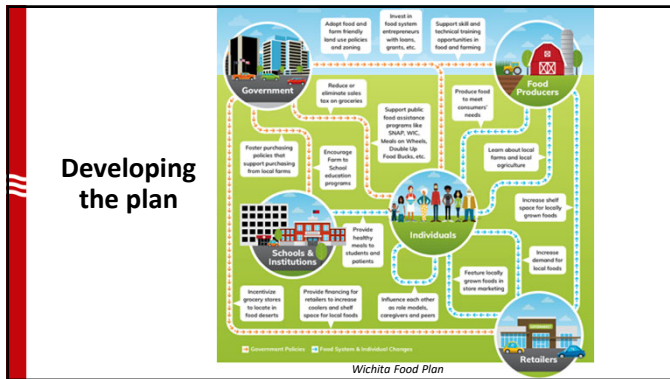 Developing
the plan
Adopt food and
farm friendly
land use policies
and zoning
Invest in
food system
entrepreneurs
with loans,
grants, etc.
Support skill and
technical training
opportunities in
food and farming
Government
Food
Producers
Reduce or
eliminate sales
tax on groceries
Support public
food assistance
programs like
SNAP, WIC,
Meals on Wheels,
Double Up
Food Bucks, etc.
Produce food
to meet
consumers'
needs
Foster purchasing
policies that
support purchasing
from local farms
Encourage
Farm to
School
education
programs
Learn about local
farms and local
agriculture
Increase shelf
space for locally
grown foods
Schools &
Institutions
Individuals
Provide
healthy
meals to
students and
patients
Feature locally
grown foods in
store marketing
Increase
demand for
local foods
Incentivize
grocery stores
to locate in
food deserts
Provide financing for
retailers to increase
coolers and shelf
space for local foods
Influence each other
as role models,
caregivers and peers
Retailers
Government Policies
Food System & Individual Changes
Wichita Food Plan